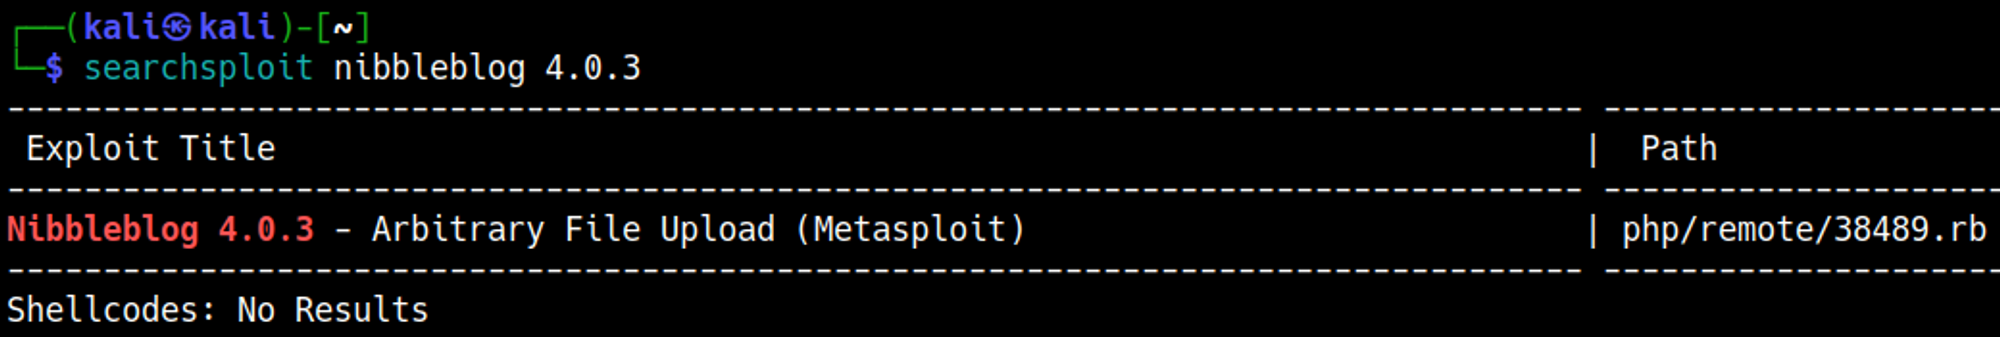 ┌──(kali㉿kali)-[~]
└─$ searchsploit nibbleblog 4.0.3
---------------------------------------------------------------------------------- ---------------------
 Exploit Title                                                                    |  Path
---------------------------------------------------------------------------------- ---------------------
Nibbleblog 4.0.3 - Arbitrary File Upload (Metasploit)                             | php/remote/38489.rb
---------------------------------------------------------------------------------- ---------------------
Shellcodes: No Results